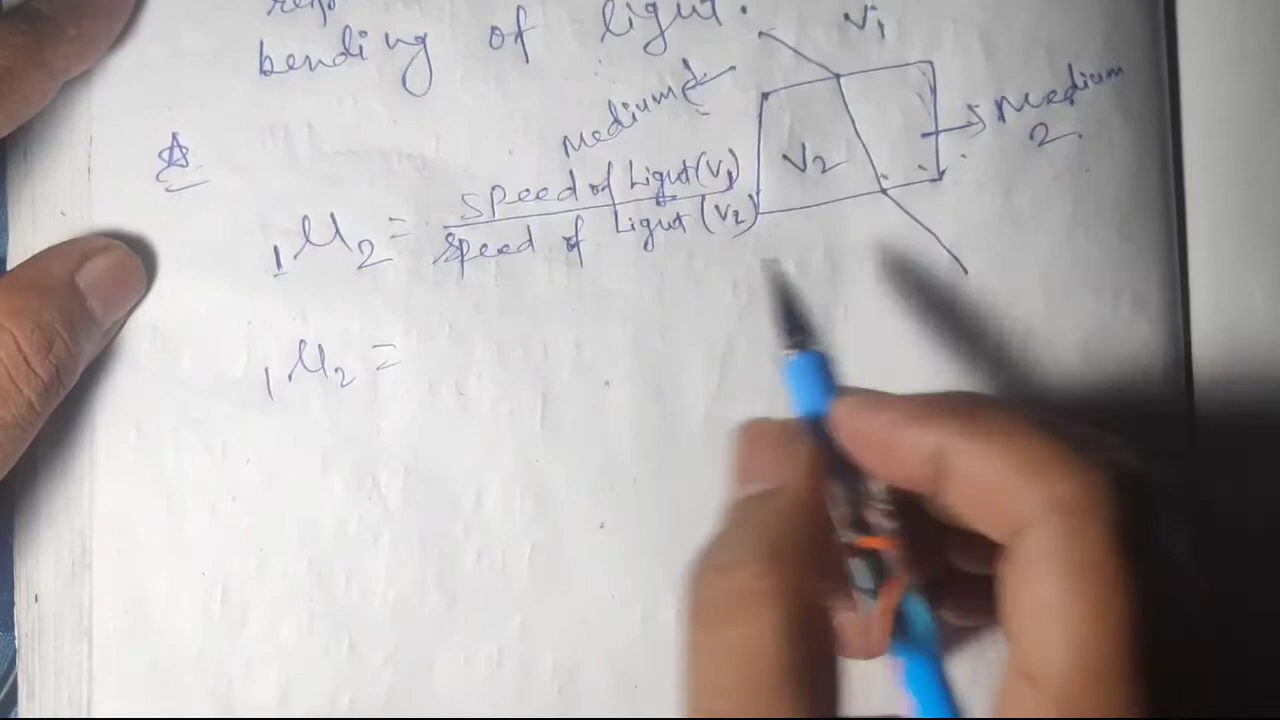 bending of light.
V₁
Medium
Medium
2.
V₂
₁μ₂ = Speed of Light (V₁)
Speed of Light (V₂)
₁μ₂ =